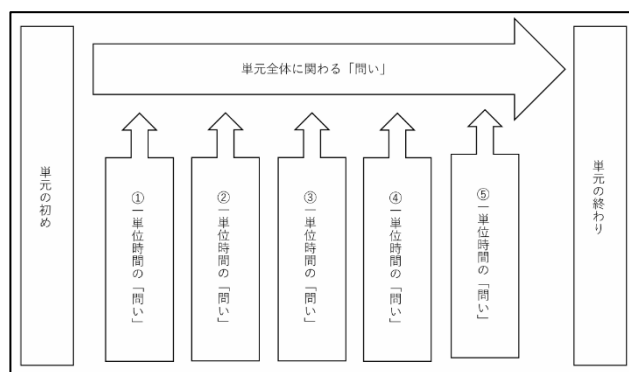 単元全体に関わる「問い」
単元の初め
①一単位時間の「問い」
②一単位時間の「問い」
③一単位時間の「問い」
④一単位時間の「問い」
⑤一単位時間の「問い」
単元の終わり